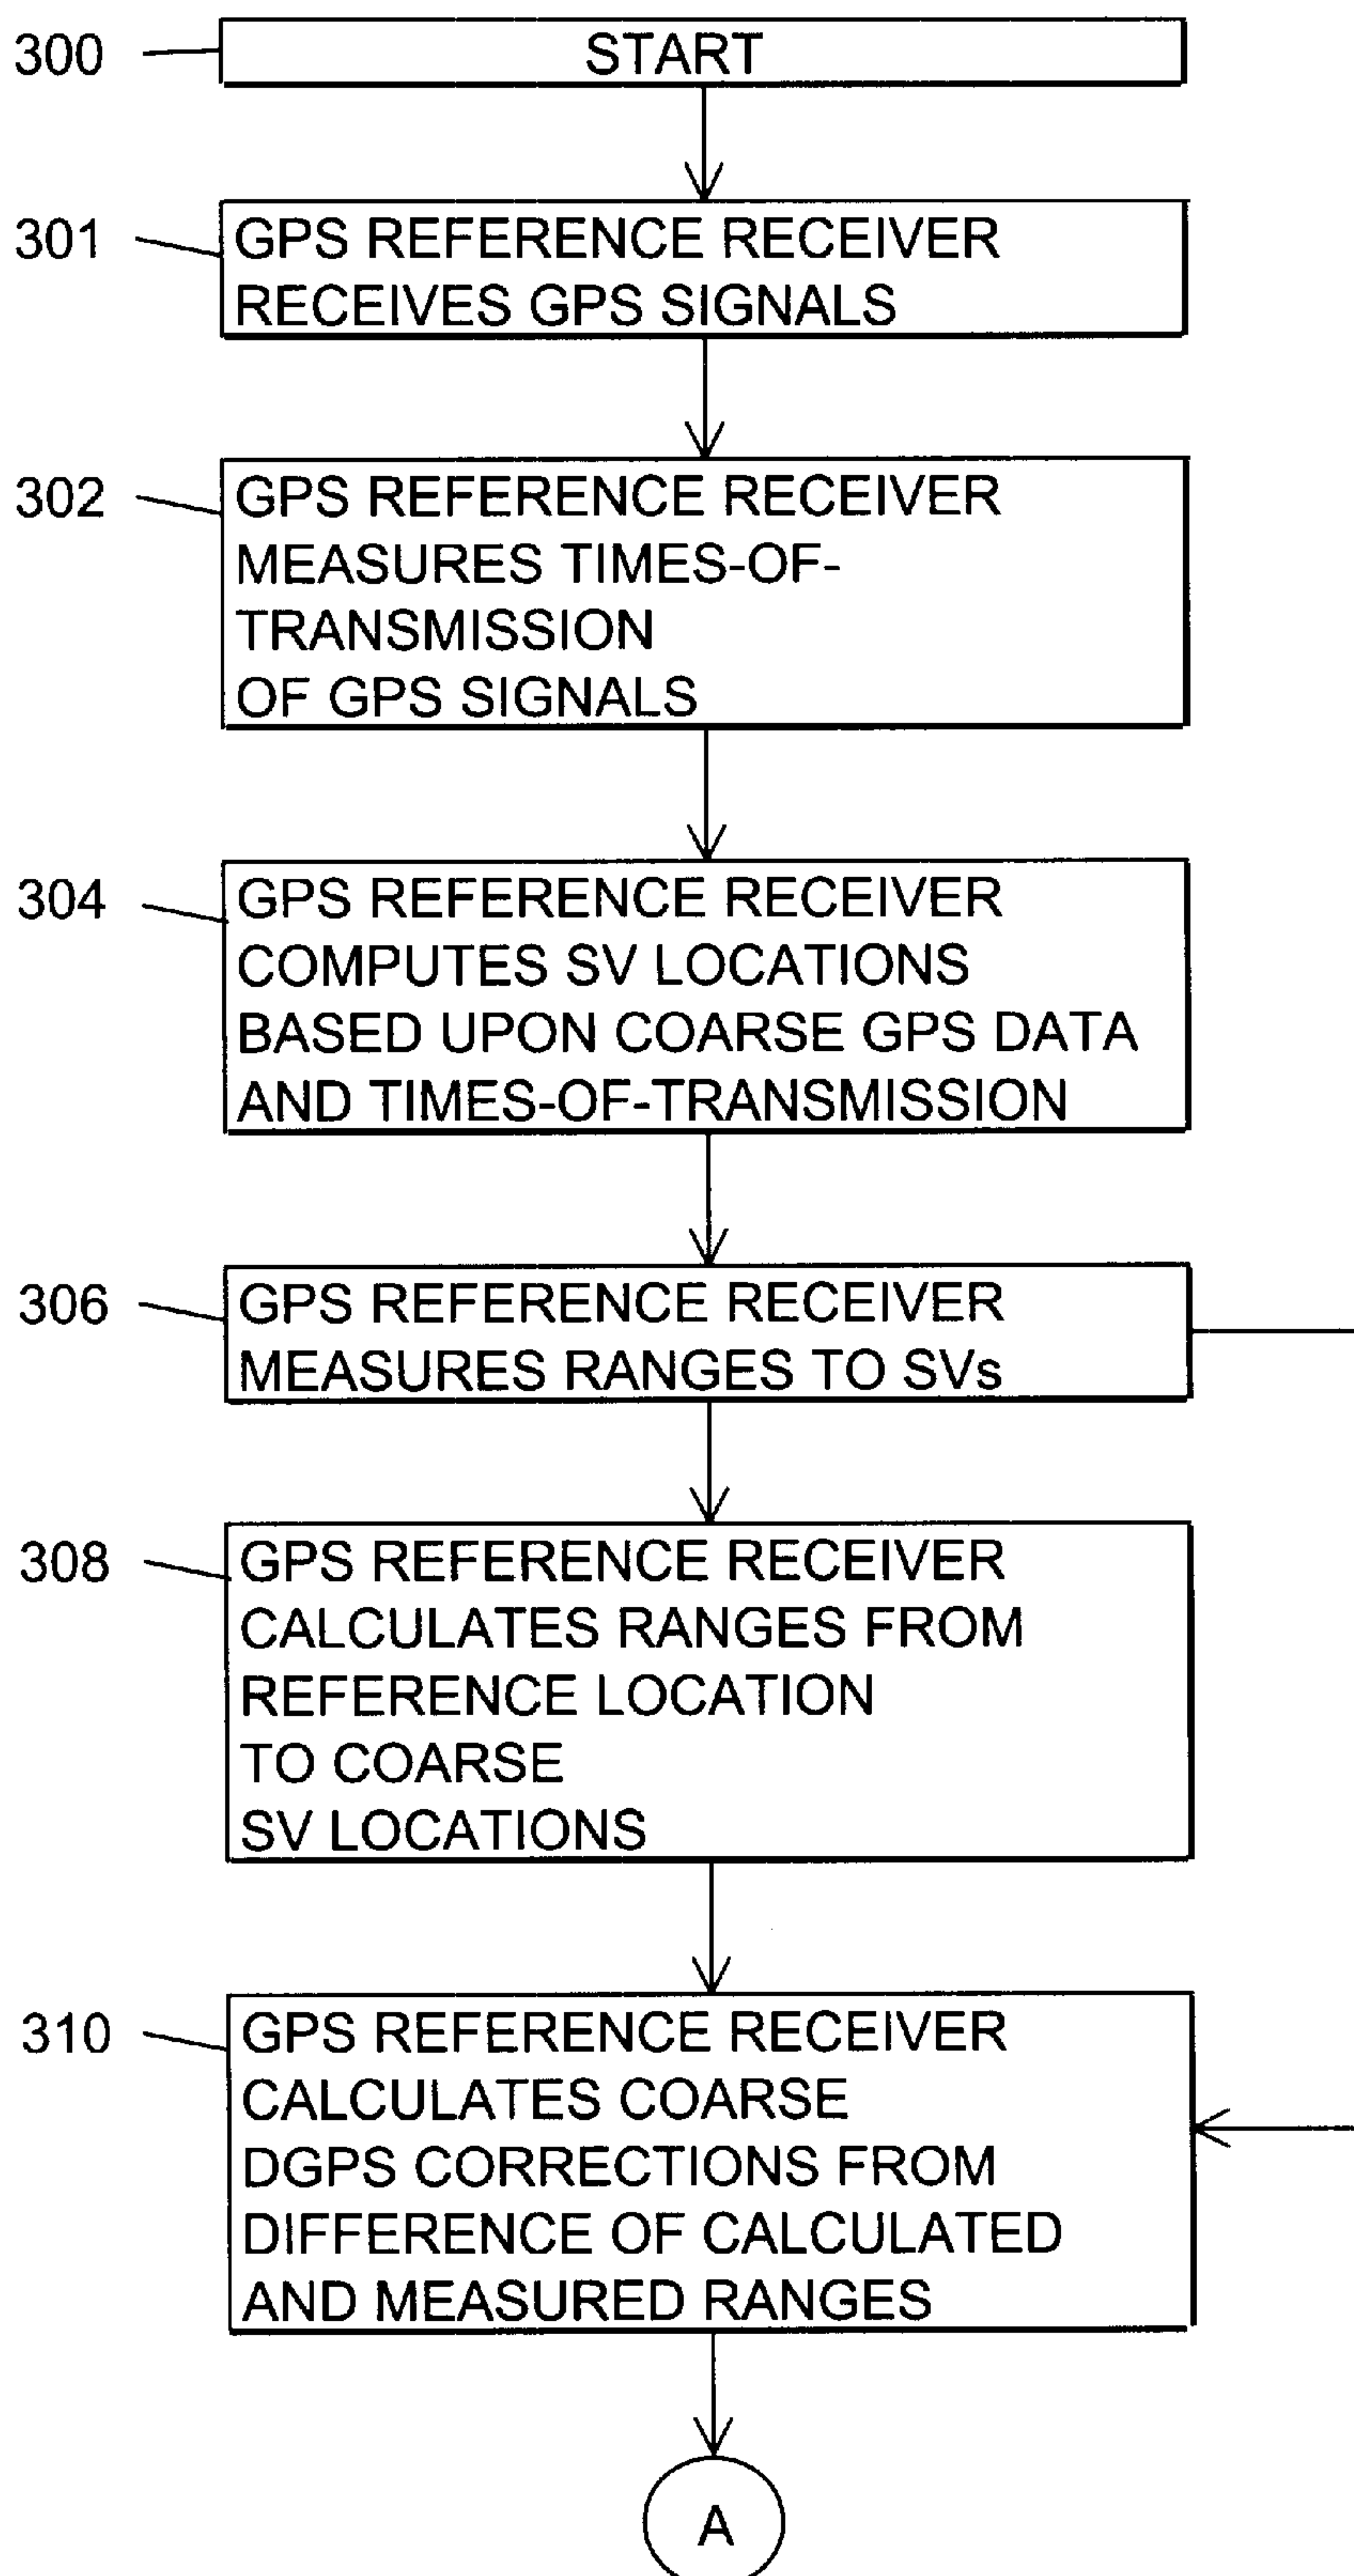 300
START
301
GPS REFERENCE RECEIVER
RECEIVES GPS SIGNALS
302
GPS REFERENCE RECEIVER
MEASURES TIMES-OF-
TRANSMISSION
OF GPS SIGNALS
304
GPS REFERENCE RECEIVER
COMPUTES SV LOCATIONS
BASED UPON COARSE GPS DATA
AND TIMES-OF-TRANSMISSION
306
GPS REFERENCE RECEIVER
MEASURES RANGES TO SVs
308
GPS REFERENCE RECEIVER
CALCULATES RANGES FROM
REFERENCE LOCATION
TO COARSE
SV LOCATIONS
310
GPS REFERENCE RECEIVER
CALCULATES COARSE
DGPS CORRECTIONS FROM
DIFFERENCE OF CALCULATED
AND MEASURED RANGES
A